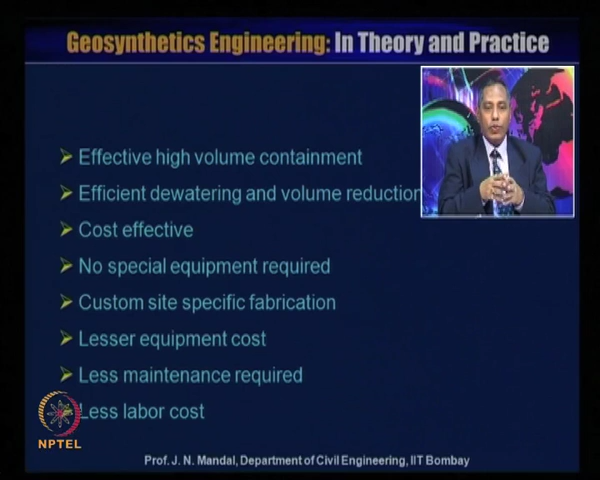 Geosynthetics Engineering: In Theory and Practice
Effective high volume containment
Efficient dewatering and volume reduction
Cost effective
No special equipment required
Custom site specific fabrication
Lesser equipment cost
Less maintenance required
Less labor cost
NPTEL
Prof. J. N. Mandal, Department of Civil Engineering, IIT Bombay